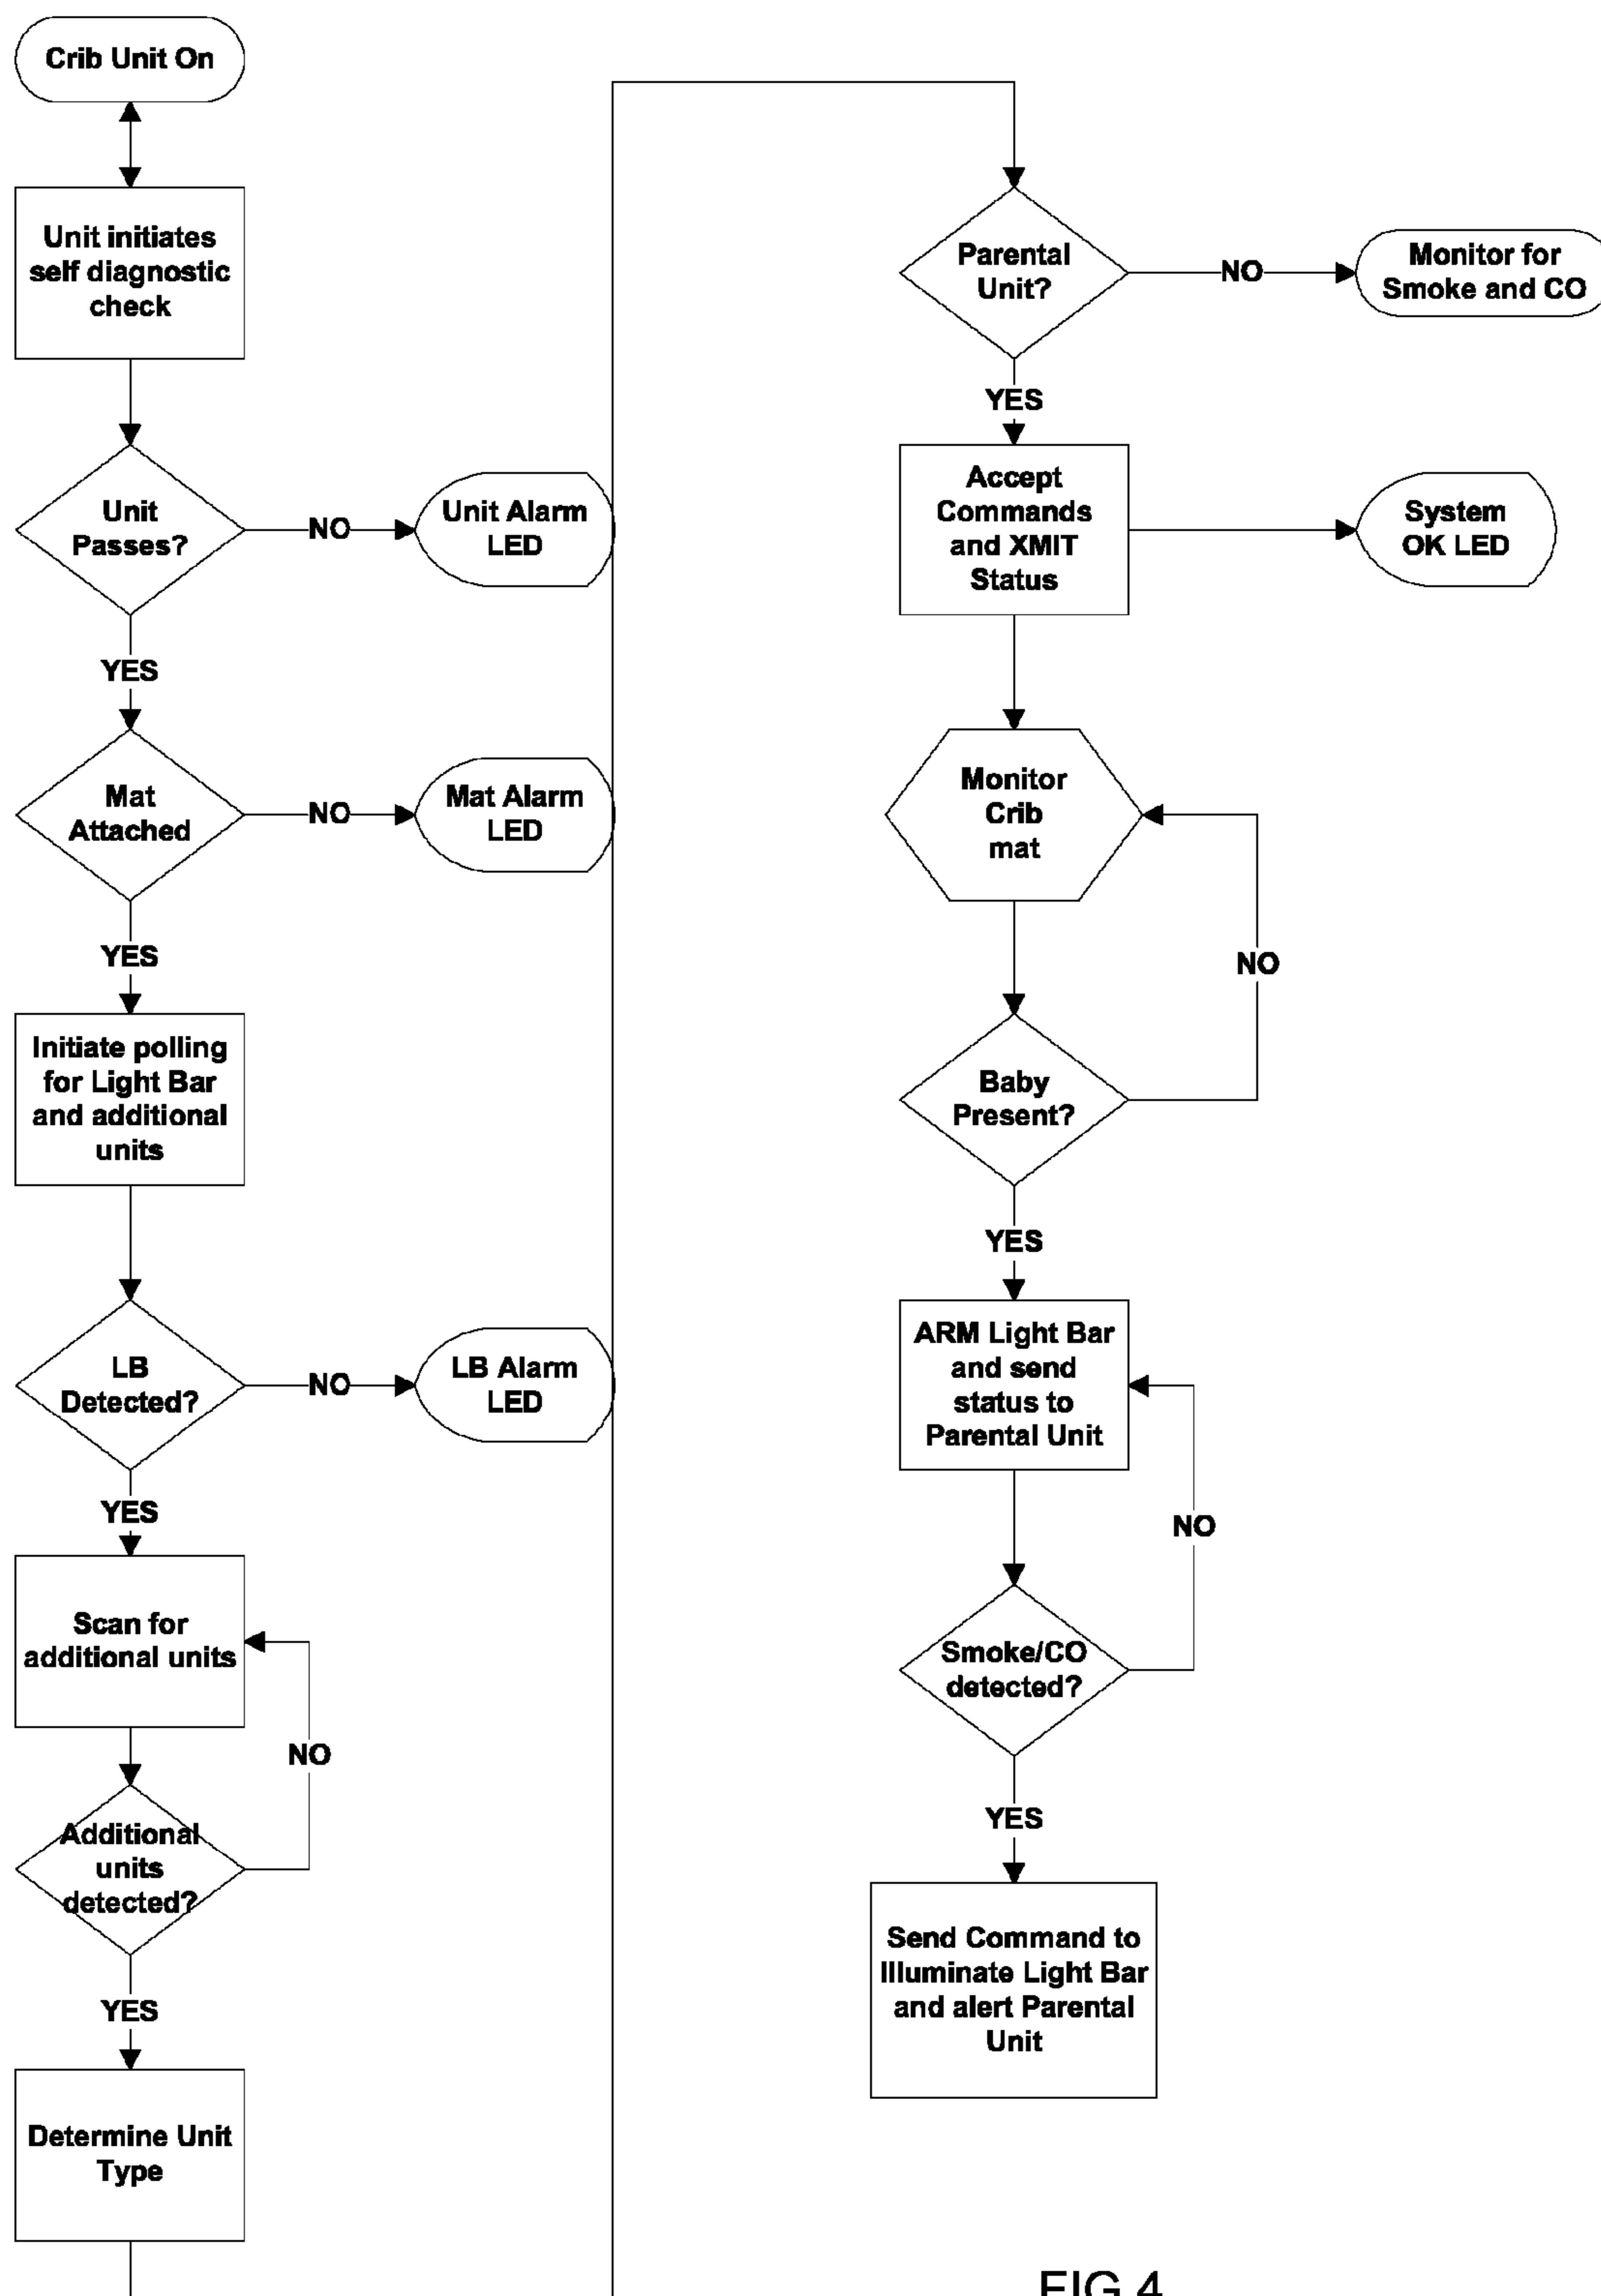 Crib Unit On
Unit initiates
self diagnostic
check
Unit
Passes?
NO
Unit Alarm
LED
YES
Mat
Attached
NO
Mat Alarm
LED
YES
Initiate polling
for Light Bar
and additional
units
LB
Detected?
NO
LB Alarm
LED
YES
Scan for
additional units
NO
Additional
units
detected?
YES
Determine Unit
Type
Parental
Unit?
NO
Monitor for
Smoke and CO
YES
Accept
Commands
and XMIT
Status
System
OK LED
Monitor
Crib
mat
NO
Baby
Present?
YES
ARM Light Bar
and send
status to
Parental Unit
NO
Smoke/CO
detected?
YES
Send Command to
Illuminate Light Bar
and alert Parental
Unit
FIG 4